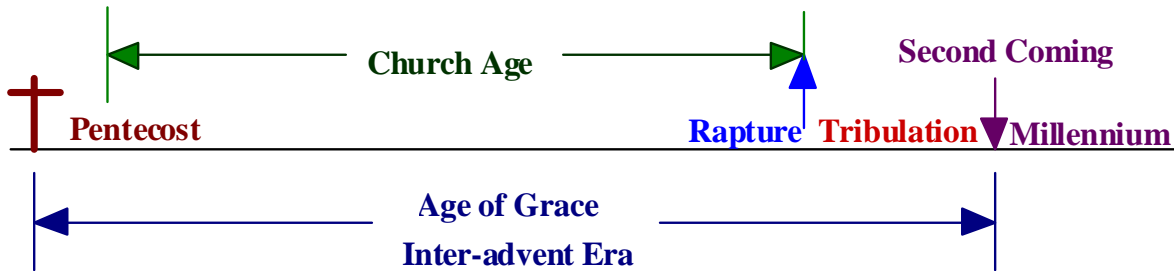 Church Age
Second Coming
Pentecost
Rapture
Tribulation
Millennium
Age of Grace
Inter-advent Era